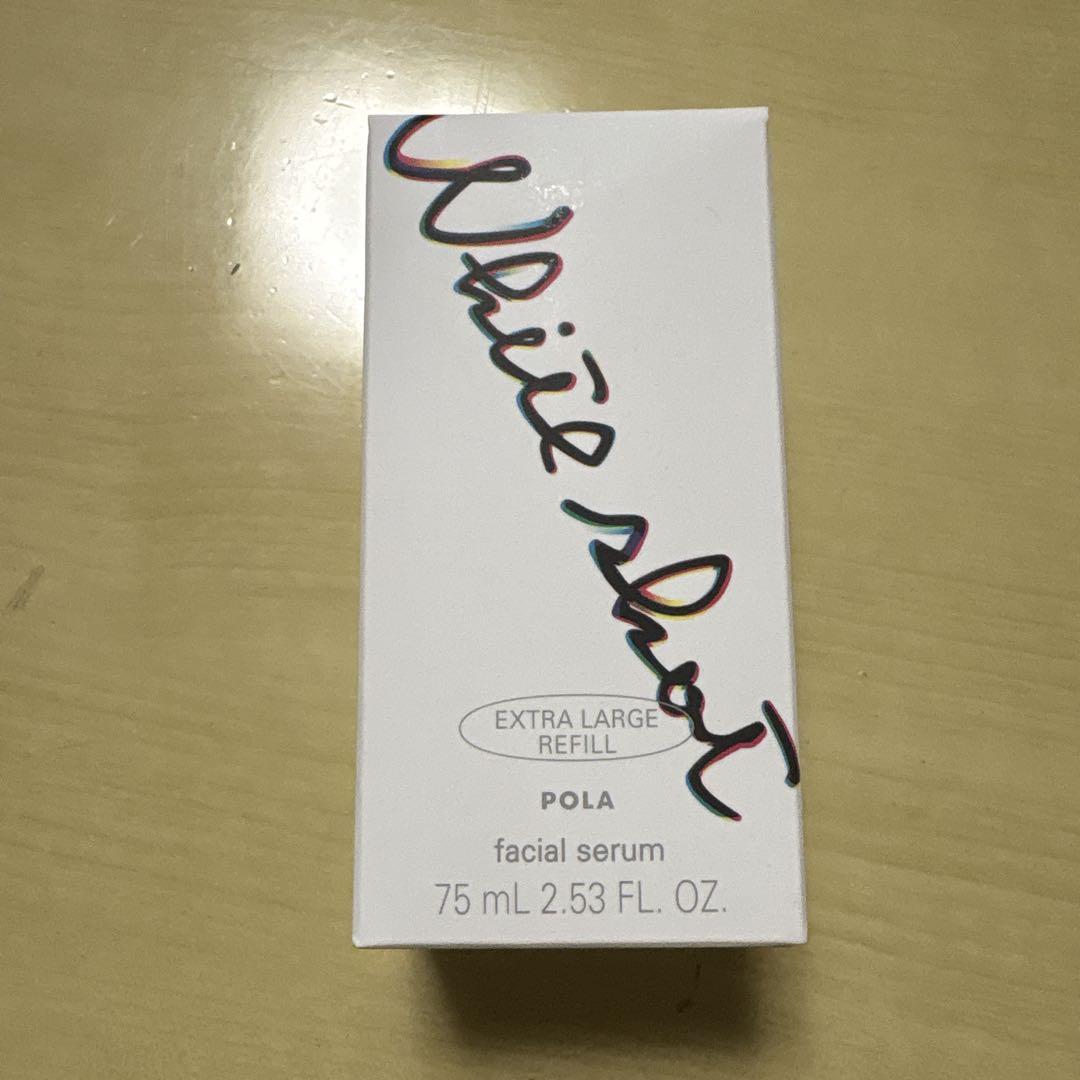 White Shot
EXTRA LARGE
REFILL
POLA
facial serum
75 mL 2.53 FL. OZ.